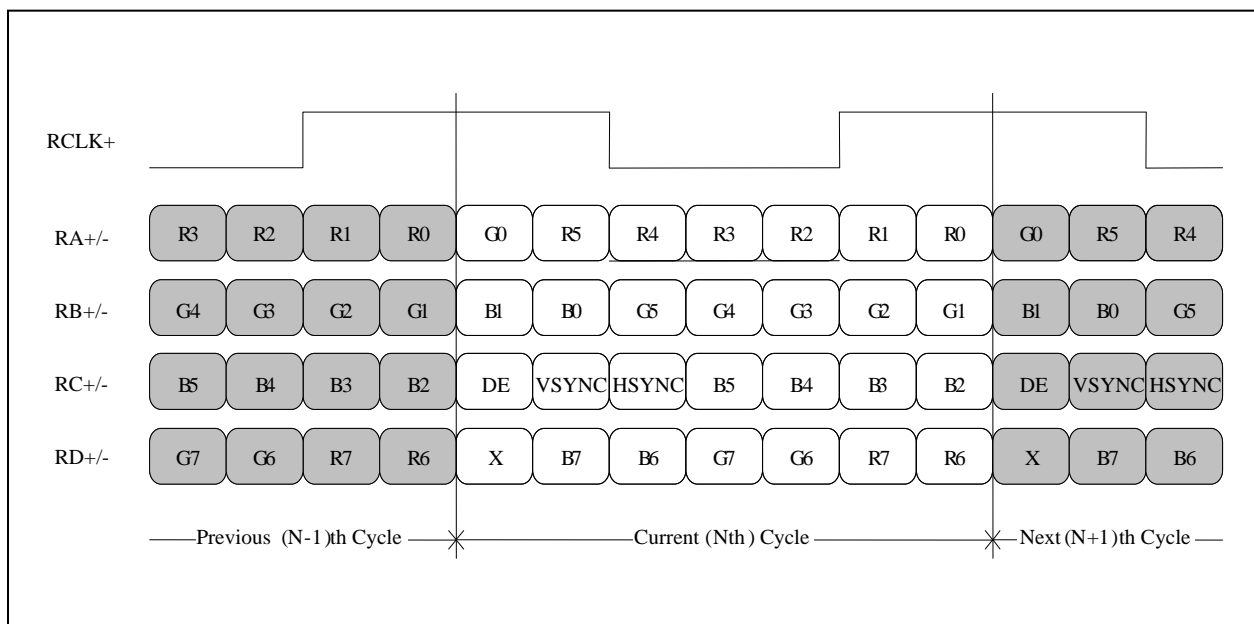 RCLK+
RA+/- R3 R2 R1 R0 G0 R5 R4 R3 R2 R1 R0 G0 R5 R4
RB+/- G4 G3 G2 G1 B1 B0 G5 G4 G3 G2 G1 B1 B0 G5
RC+/- B5 B4 B3 B2 DE VSYNC HSYNC B5 B4 B3 B2 DE VSYNC HSYNC
RD+/- G7 G6 R7 R6 X B7 B6 G7 G6 R7 R6 X B7 B6
Previous (N-1)th Cycle Current (Nth) Cycle Next (N+1)th Cycle